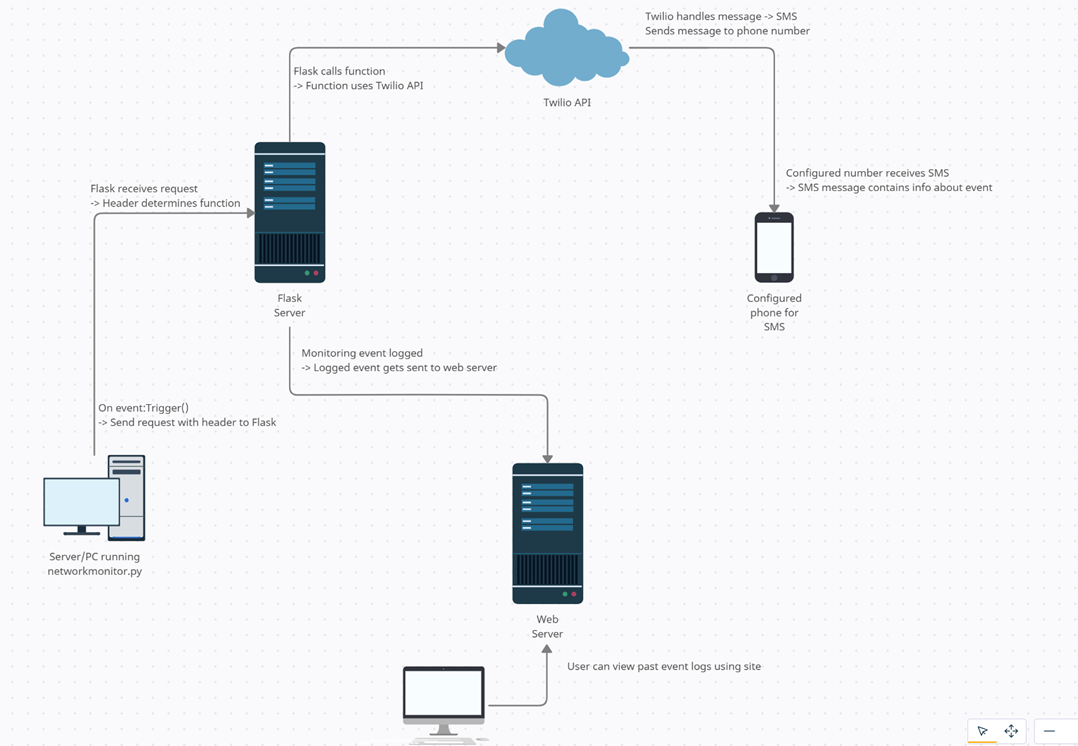 Twilio handles message -> SMS
Sends message to phone number
Flask calls function
-> Function uses Twilio API
Twilio API
Flask receives request
-> Header determines function
Configured number receives SMS
-> SMS message contains info about event
Flask
Server
Configured
phone for
SMS
Monitoring event logged
-> Logged event gets sent to web server
On event:Trigger()
-> Send request with header to Flask
Server/PC running
networkmonitor.py
Web
Server
User can view past event logs using site